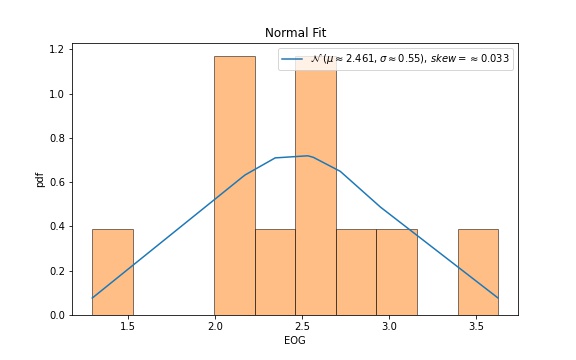 Normal Fit
𝒩 (μ ≈ 2.461, σ ≈ 0.55), skew = ≈ 0.033
pdf
1.2
1.0
0.8
0.6
0.4
0.2
0.0
1.5 2.0 2.5 3.0 3.5
EOG